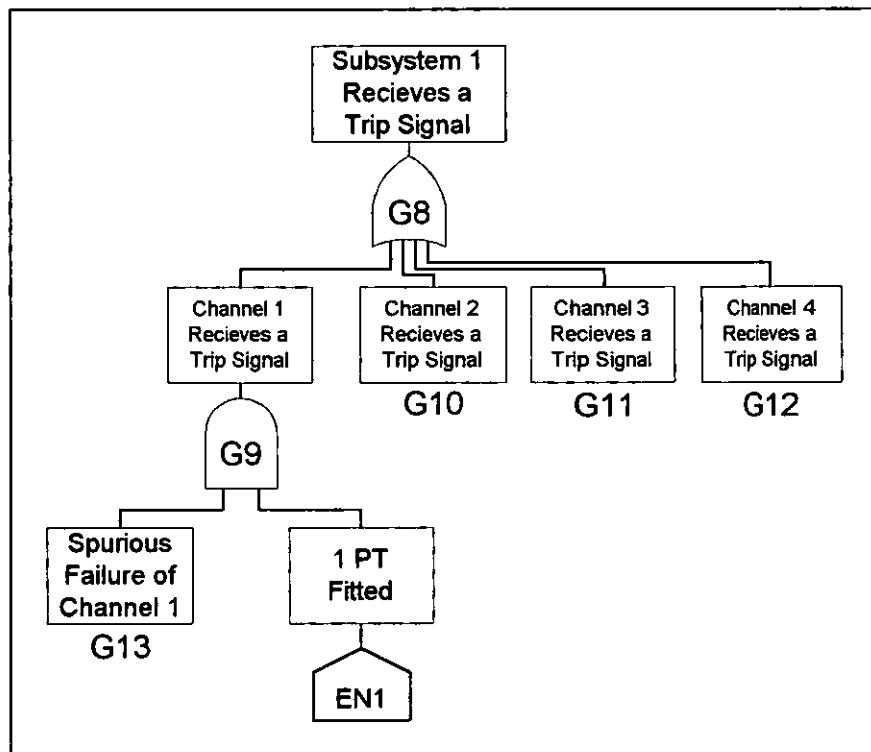 Subsystem 1
Recieves a
Trip Signal
G8
Channel 1
Recieves a
Trip Signal
Channel 2
Recieves a
Trip Signal
Channel 3
Recieves a
Trip Signal
Channel 4
Recieves a
Trip Signal
G10
G11
G12
G9
Spurious
Failure of
Channel 1
1 PT
Fitted
G13
EN1